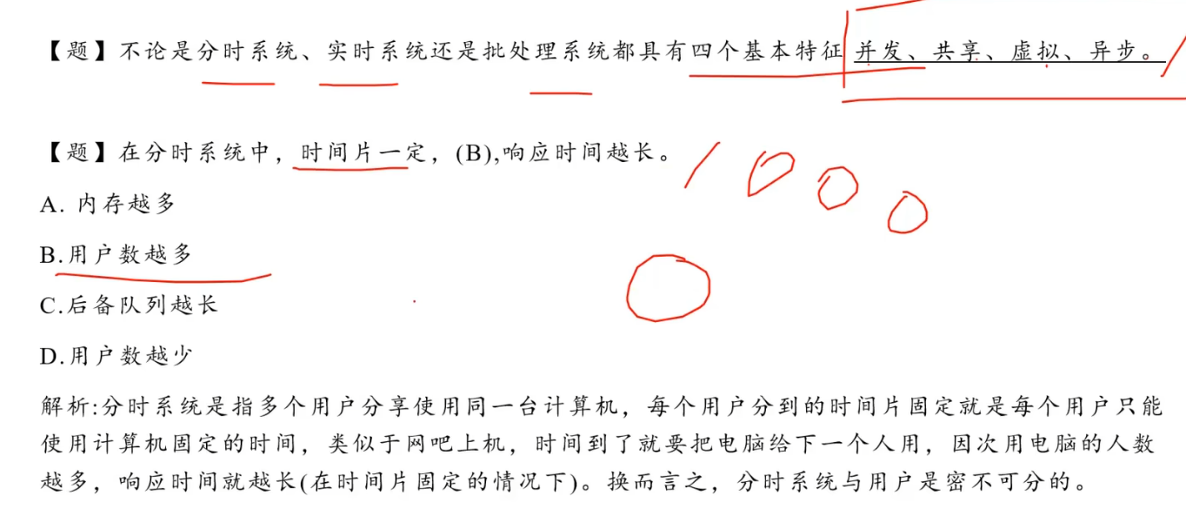 【题】不论是分时系统、实时系统还是批处理系统都具有四个基本特征 并发、共享、虚拟、异步。
【题】在分时系统中，时间片一定，(B),响应时间越长。
A. 内存越多
B.用户数越多
C.后备队列越长
D.用户数越少
解析:分时系统是指多个用户分享使用同一台计算机，每个用户分到的时间片固定就是每个用户只能
使用计算机固定的时间，类似于网吧上机，时间到了就要把电脑给下一个人用，因次用电脑的人数
越多，响应时间就越长(在时间片固定的情况下)。换而言之，分时系统与用户是密不可分的。